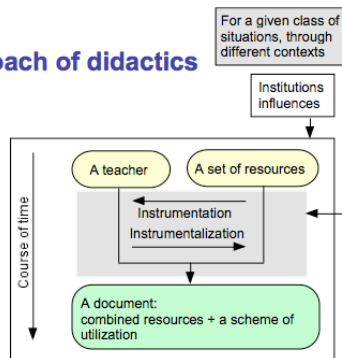 For a given class of
situations, through
different contexts
oach of didactics
Institutions
influences
A teacher
A set of resources
Instrumentation
Instrumentalization
Course of time
A document:
combined resources + a scheme of
utilization